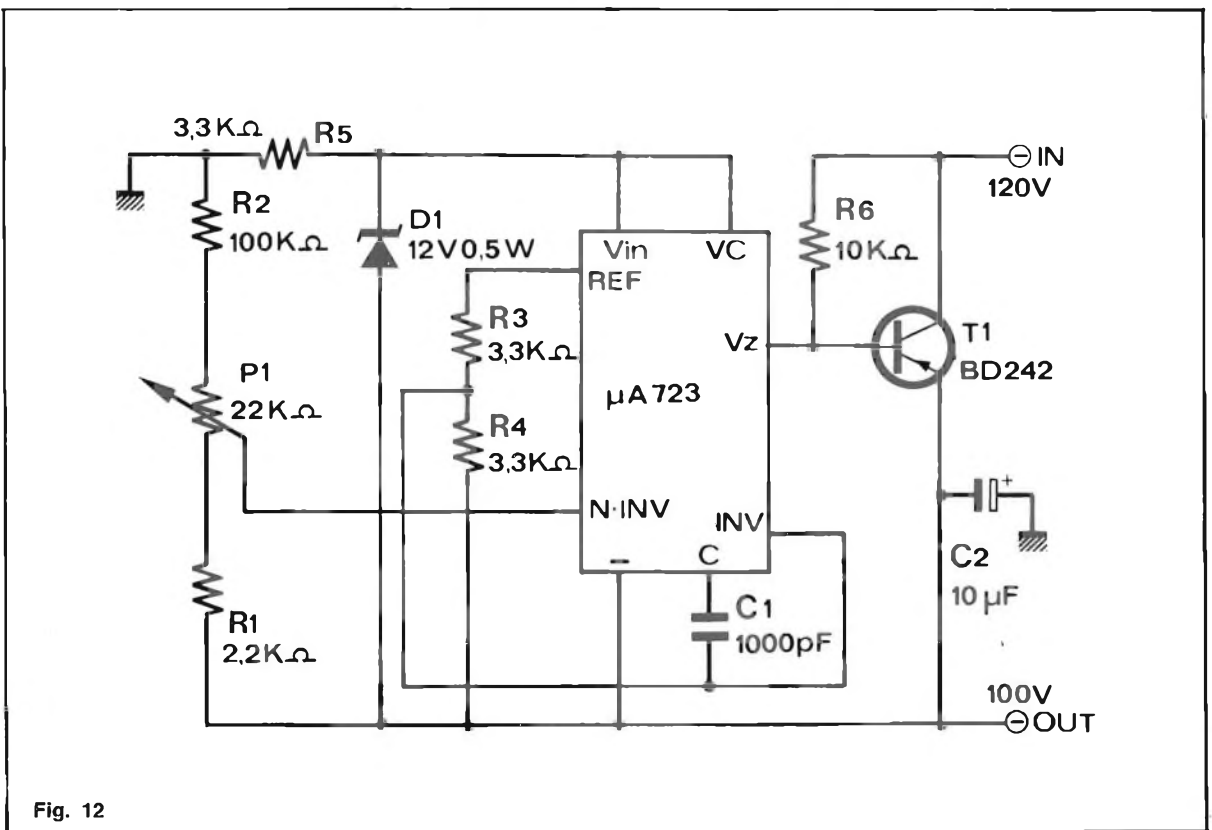 3,3KΩ
R5
⊖ IN
120V
R2
100KΩ
D1
12V 0,5W
Vin
VC
REF
R6
10KΩ
R3
3,3KΩ
Vz
T1
BD242
P1
22KΩ
µA723
R4
3,3KΩ
N·INV
INV
–
C
+
C2
10 µF
C1
1000pF
R1
2,2KΩ
100V
⊖ OUT
Fig. 12